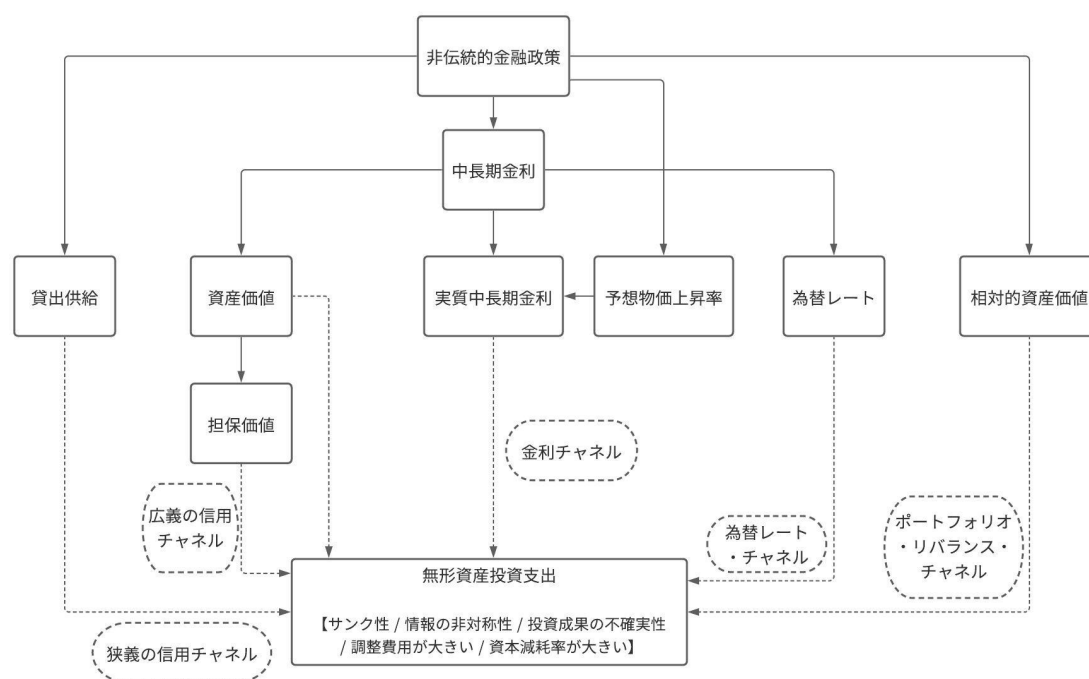 非伝統的金融政策
中長期金利
貸出供給
資産価値
実質中長期金利
予想物価上昇率
為替レート
相対的資産価値
担保価値
金利チャネル
広義の信用
チャネル
為替レート
・チャネル
ポートフォリオ
・リバランス・
チャネル
無形資産投資支出
【サンク性 / 情報の非対称性 / 投資成果の不確実性
/ 調整費用が大きい / 資本減耗率が大きい】
狭義の信用チャネル